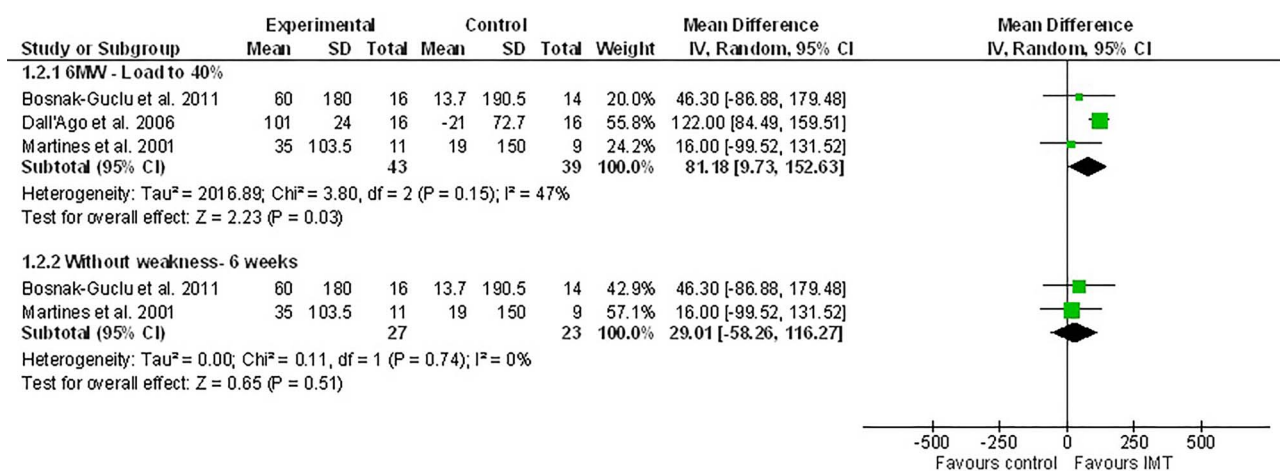 Experimental Control Mean Difference Mean Difference
Study or Subgroup Mean SD Total Mean SD Total Weight IV, Random, 95% CI IV, Random, 95% CI
1.2.1 6MW - Load to 40%
Bosnak-Guclu et al. 2011 60 180 16 13.7 190.5 14 20.0% 46.30 [-86.88, 179.48]
Dall'Ago et al. 2006 101 24 16 -21 72.7 16 55.8% 122.00 [84.49, 159.51]
Martines et al. 2001 35 103.5 11 19 150 9 24.2% 16.00 [-99.52, 131.52]
Subtotal (95% CI) 43 39 100.0% 81.18 [9.73, 152.63]
Heterogeneity: Tau² = 2016.89; Chi² = 3.80, df = 2 (P = 0.15); I² = 47%
Test for overall effect: Z = 2.23 (P = 0.03)
1.2.2 Without weakness- 6 weeks
Bosnak-Guclu et al. 2011 60 180 16 13.7 190.5 14 42.9% 46.30 [-86.88, 179.48]
Martines et al. 2001 35 103.5 11 19 150 9 57.1% 16.00 [-99.52, 131.52]
Subtotal (95% CI) 27 23 100.0% 29.01 [-58.26, 116.27]
Heterogeneity: Tau² = 0.00; Chi² = 0.11, df = 1 (P = 0.74); I² = 0%
Test for overall effect: Z = 0.65 (P = 0.51)
-500 -250 0 250 500
Favours control Favours IMT